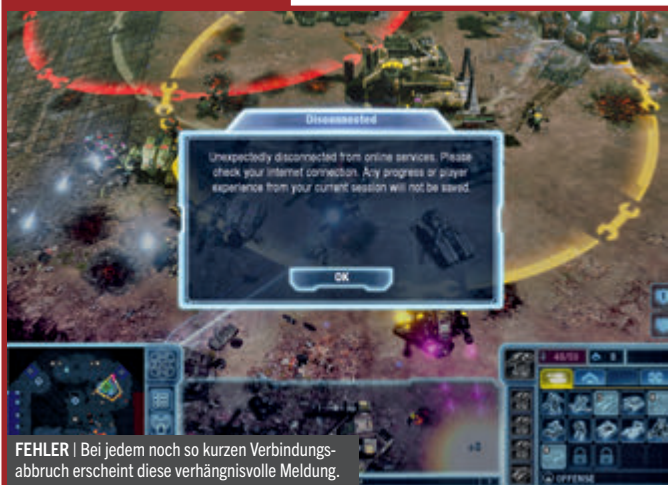 Disconnected
Unexpectedly disconnected from online services. Please
check your internet connection. Any progress or player
experience from your current session will not be saved.
OK
OFFENSE
FEHLER | Bei jedem noch so kurzen Verbindungs-
abbruch erscheint diese verhängnisvolle Meldung.